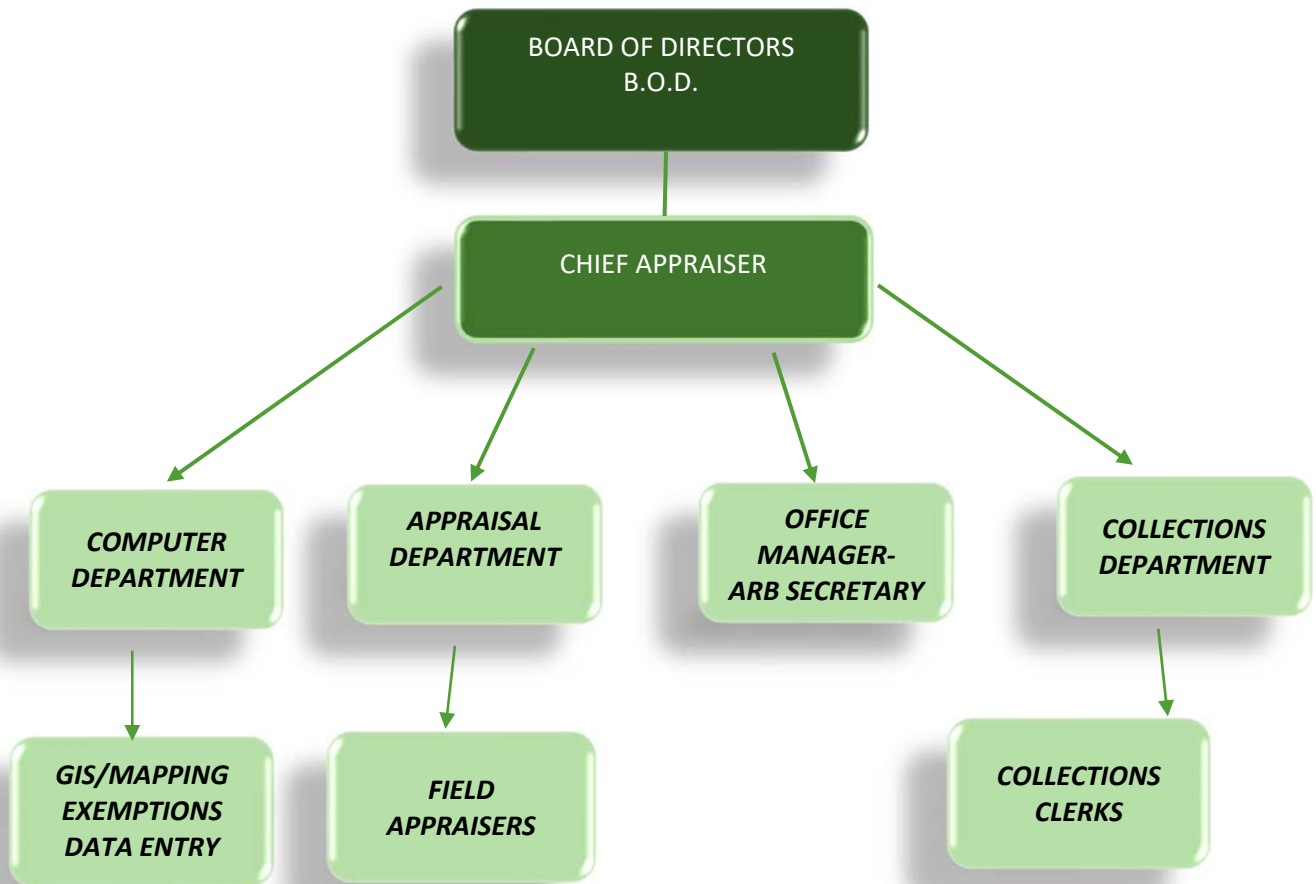 BOARD OF DIRECTORS
B.O.D.
CHIEF APPRAISER
COMPUTER
DEPARTMENT
APPRAISAL
DEPARTMENT
OFFICE
MANAGER-
ARB SECRETARY
COLLECTIONS
DEPARTMENT
GIS/MAPPING
EXEMPTIONS
DATA ENTRY
FIELD
APPRAISERS
COLLECTIONS
CLERKS